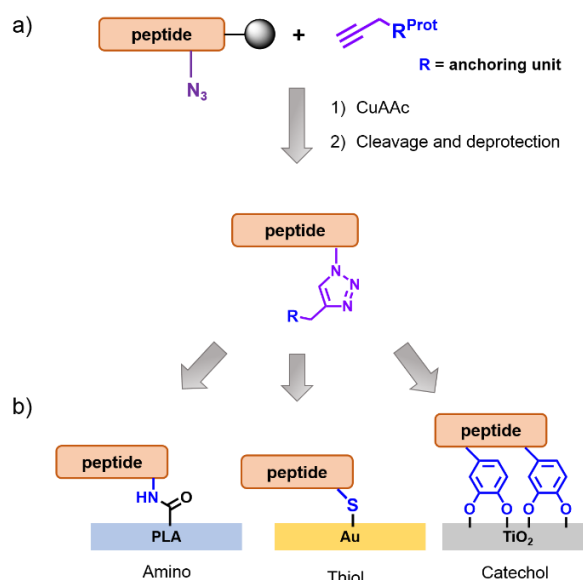 a)
peptide
+
R^Prot
N3
R = anchoring unit
1) CuAAc
2) Cleavage and deprotection
peptide
N
N
N
R
b)
peptide
peptide
peptide
HN
O
S
O
O
O
O
PLA
Au
TiO2
Amino
Thiol
Catechol